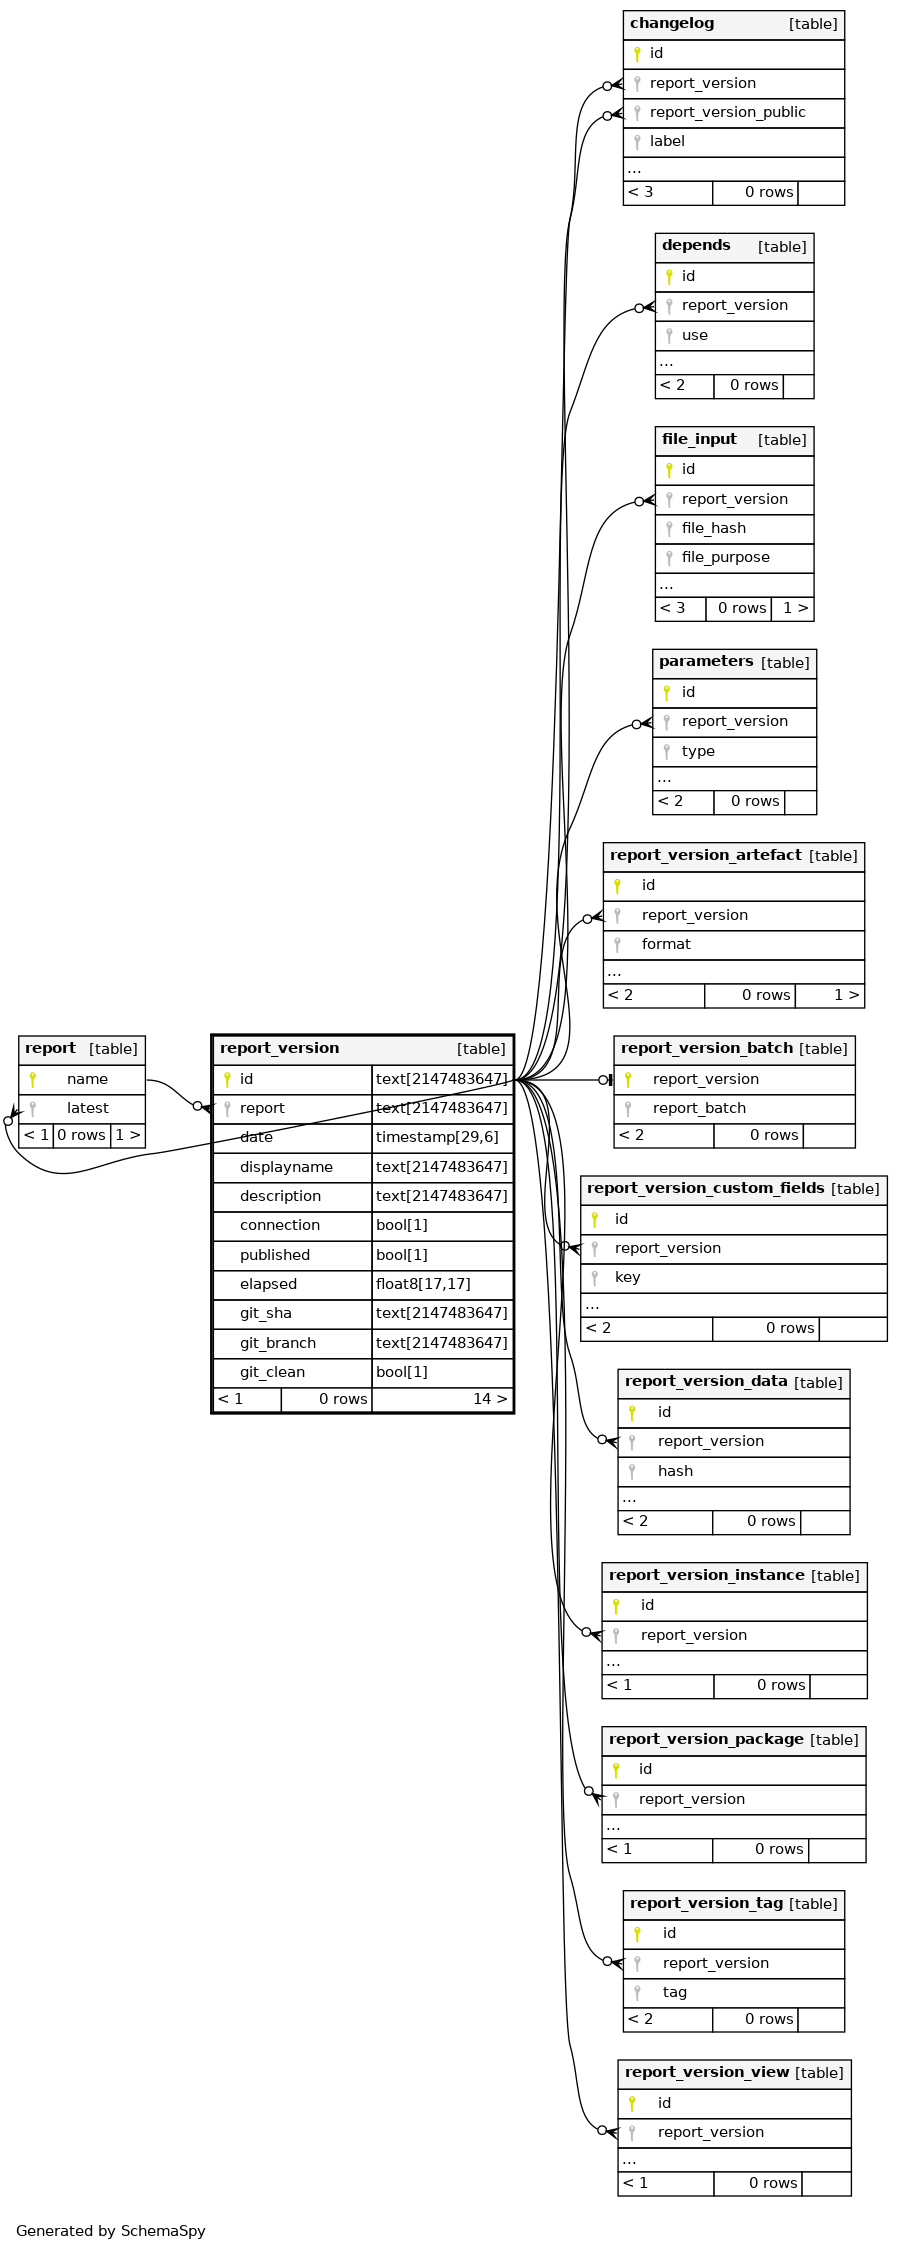 changelog [table]
id
report_version
report_version_public
label
...
< 3 0 rows
depends [table]
id
report_version
use
...
< 2 0 rows
file_input [table]
id
report_version
file_hash
file_purpose
...
< 3 0 rows 1 >
parameters [table]
id
report_version
type
...
< 2 0 rows
report_version_artefact [table]
id
report_version
format
...
< 2 0 rows 1 >
report [table]
name
latest
< 1 0 rows 1 >
report_version [table]
id text[2147483647]
report text[2147483647]
date timestamp[29,6]
displayname text[2147483647]
description text[2147483647]
connection bool[1]
published bool[1]
elapsed float8[17,17]
git_sha text[2147483647]
git_branch text[2147483647]
git_clean bool[1]
< 1 0 rows 14 >
report_version_batch [table]
report_version
report_batch
< 2 0 rows
report_version_custom_fields [table]
id
report_version
key
...
< 2 0 rows
report_version_data [table]
id
report_version
hash
...
< 2 0 rows
report_version_instance [table]
id
report_version
...
< 1 0 rows
report_version_package [table]
id
report_version
...
< 1 0 rows
report_version_tag [table]
id
report_version
tag
< 2 0 rows
report_version_view [table]
id
report_version
...
< 1 0 rows
Generated by SchemaSpy